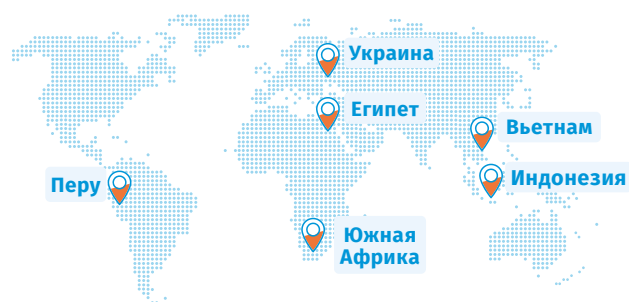 Украина
Египет
Вьетнам
Перу
Индонезия
Южная
Африка